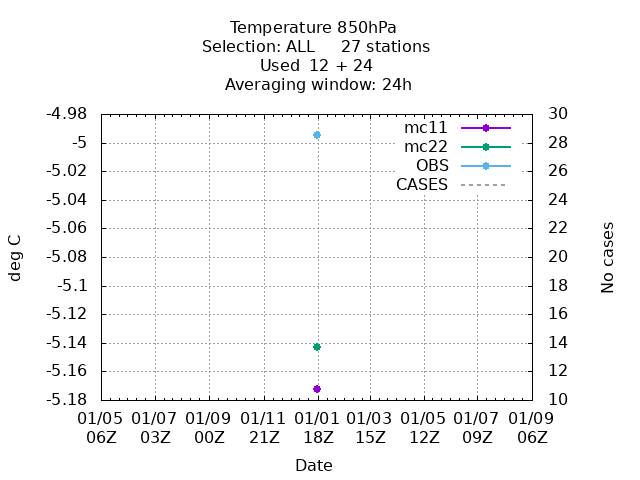 Temperature 850hPa
Selection: ALL 27 stations
Used 12 + 24
Averaging window: 24h
-4.98
-5
-5.02
-5.04
-5.06
-5.08
-5.1
-5.12
-5.14
-5.16
-5.18
deg C
30
28
26
24
22
20
18
16
14
12
10
No cases
mc11
mc22
OBS
CASES
01/05 01/07 01/09 01/11 01/01 01/03 01/05 01/07 01/09
06Z 03Z 00Z 21Z 18Z 15Z 12Z 09Z 06Z
Date